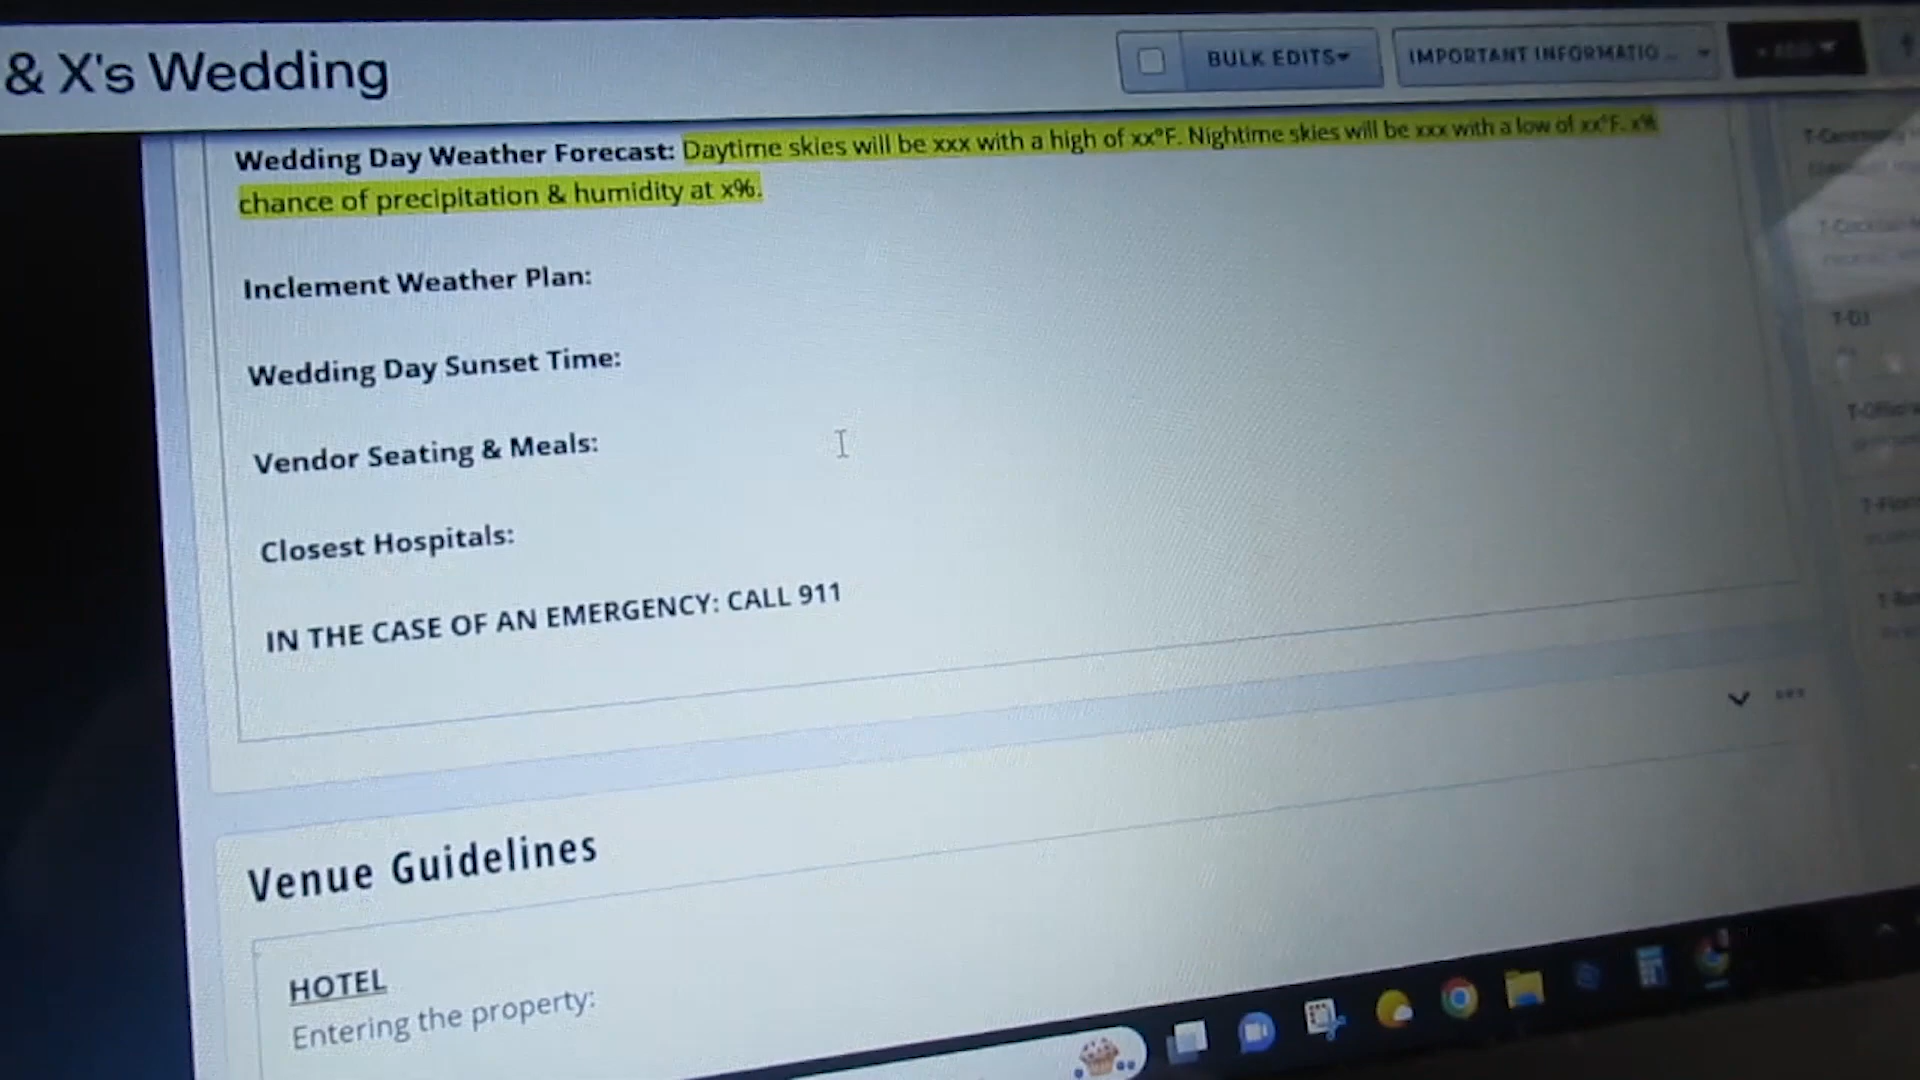 & X's Wedding
BULK EDITS
IMPORTANT INFORMATIO...
Wedding Day Weather Forecast: Daytime skies will be xxx with a high of xx°F. Nightime skies will be xxx with a low of xx°F. x%
chance of precipitation & humidity at x%.
Inclement Weather Plan:
Wedding Day Sunset Time:
Vendor Seating & Meals:
Closest Hospitals:
IN THE CASE OF AN EMERGENCY: CALL 911
Venue Guidelines
HOTEL
Entering the property:
T-DJ